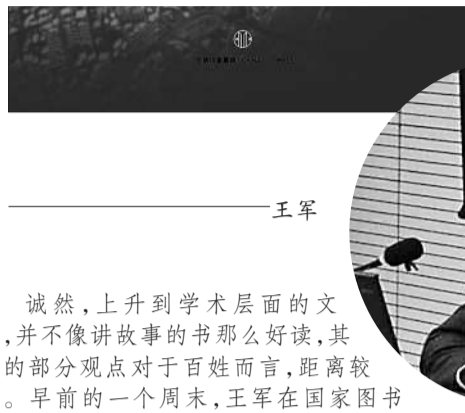 王军
诚然,上升到学术层面的文
,并不像讲故事的书那么好读,其
的部分观点对于百姓而言,距离较
。早前的一个周末,王军在国家图书